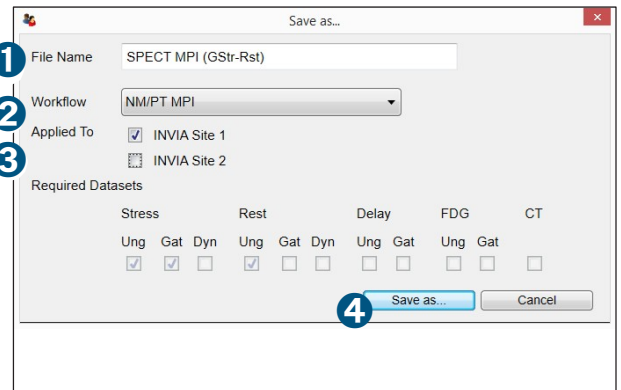 Save as...
1 File Name SPECT MPI (GStr-Rst)
2 Workflow NM/PT MPI
Applied To INVIA Site 1
3 INVIA Site 2
Required Datasets
Stress Rest Delay FDG CT
Ung Gat Dyn Ung Gat Dyn Ung Gat Ung Gat
4 Save as... Cancel